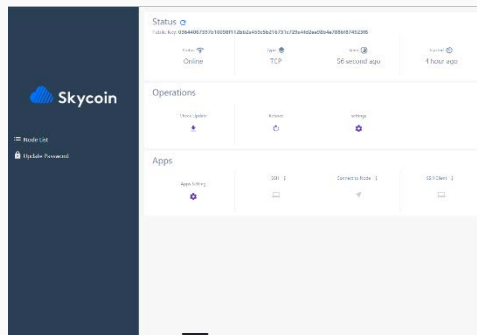 Status
Online
TCP
56 second ago
1 hour ago
Skycoin
Operations
Check Update
Reboot
Settings
Node List
Update Password
Apps
Apps Setting
SSH
Connect to Node
SSH Client